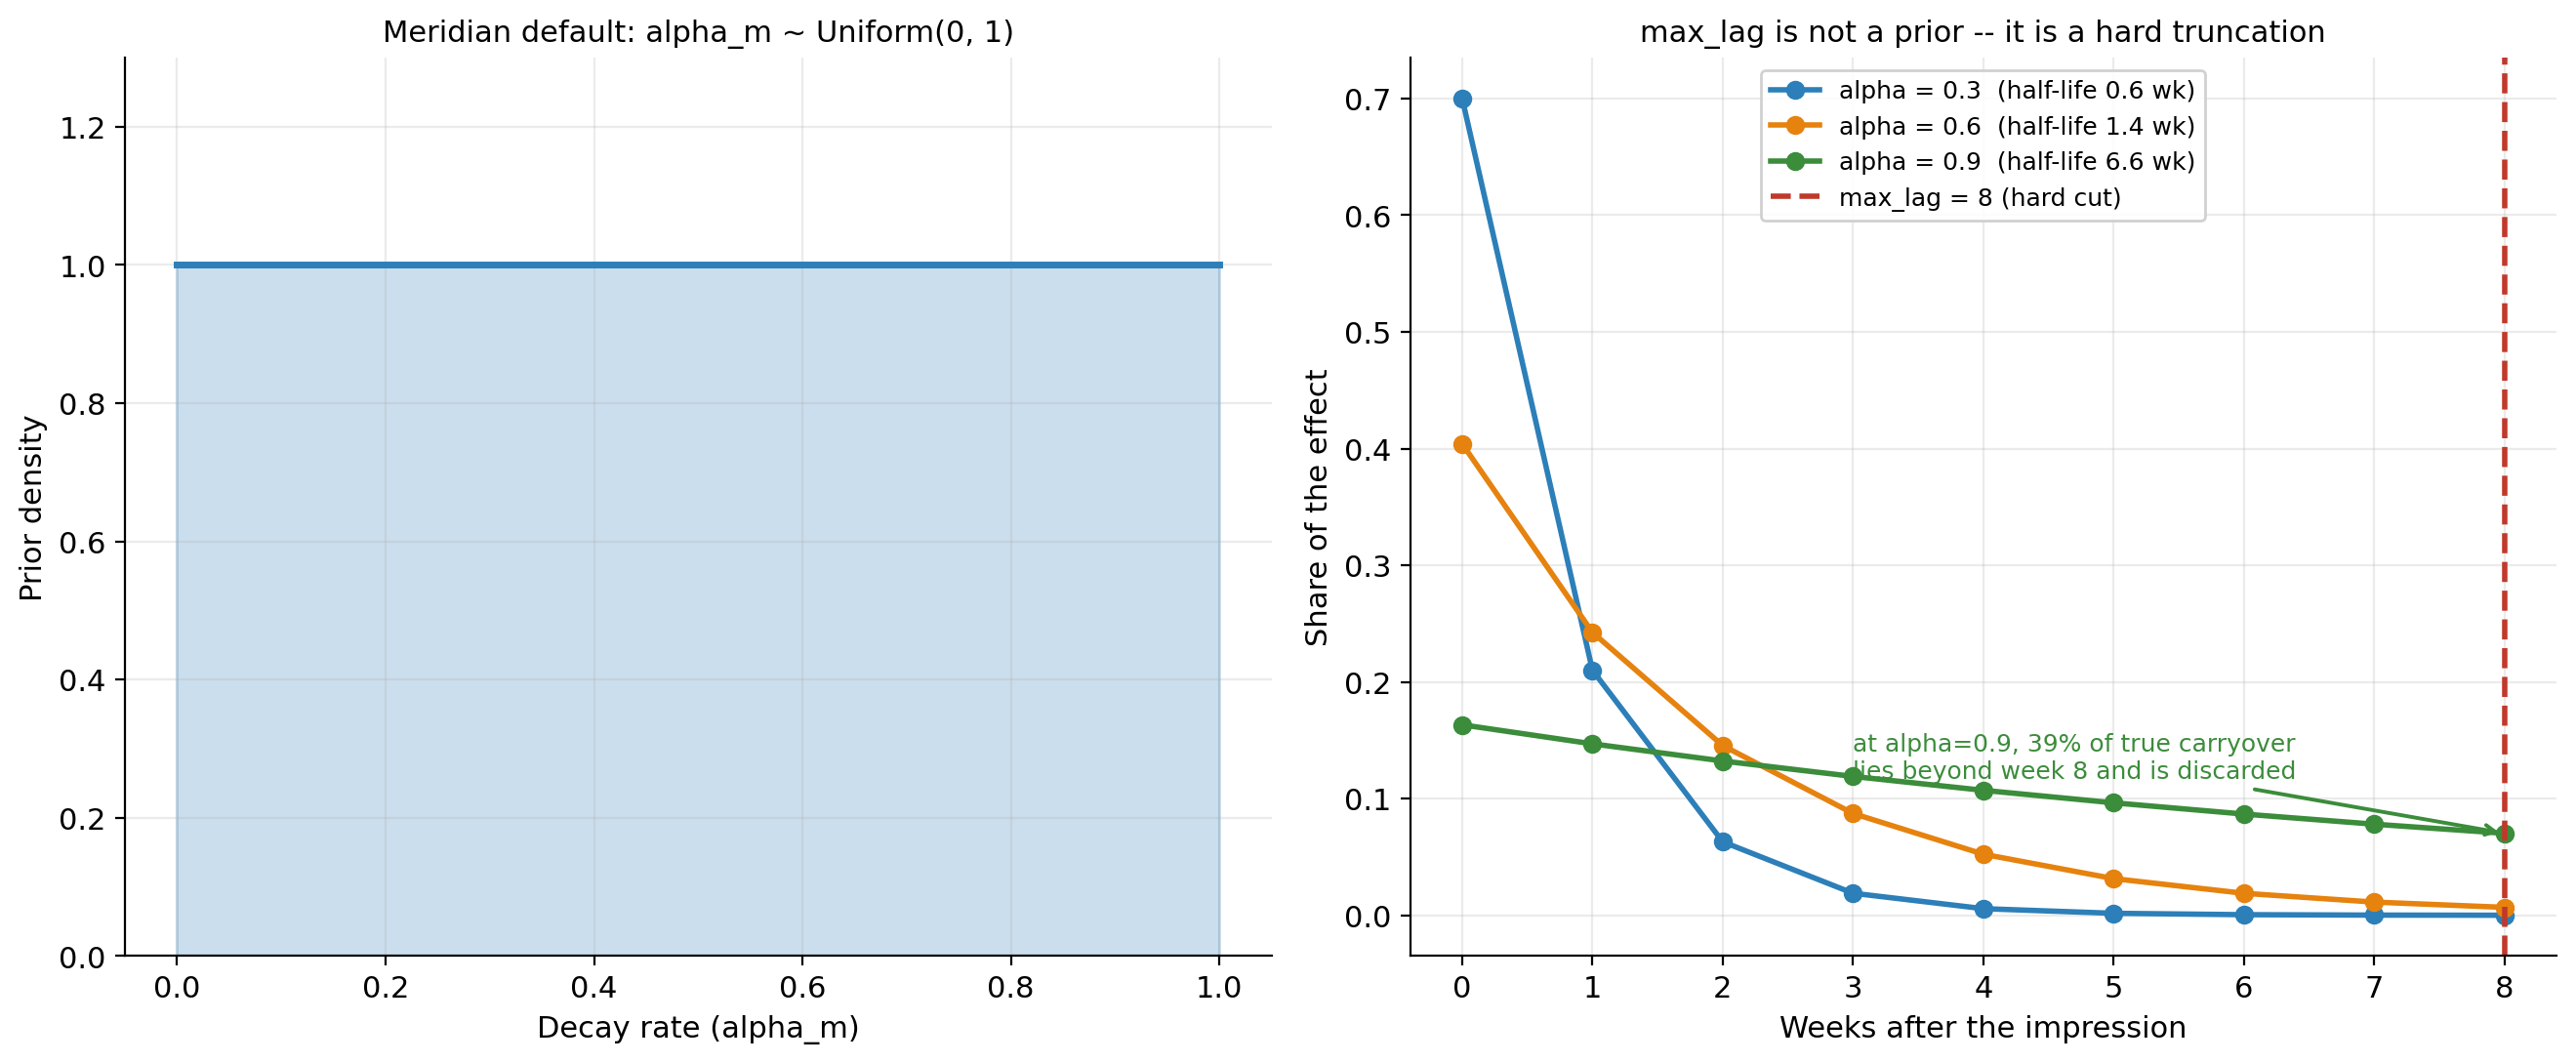 Meridian default: alpha_m ~ Uniform(0, 1)
Prior density
1.2
1.0
0.8
0.6
0.4
0.2
0.0
0.0 0.2 0.4 0.6 0.8 1.0
Decay rate (alpha_m)
max_lag is not a prior -- it is a hard truncation
alpha = 0.3 (half-life 0.6 wk)
alpha = 0.6 (half-life 1.4 wk)
alpha = 0.9 (half-life 6.6 wk)
max_lag = 8 (hard cut)
Share of the effect
0.7
0.6
0.5
0.4
0.3
0.2
0.1
0.0
at alpha=0.9, 39% of true carryover
lies beyond week 8 and is discarded
0 1 2 3 4 5 6 7 8
Weeks after the impression